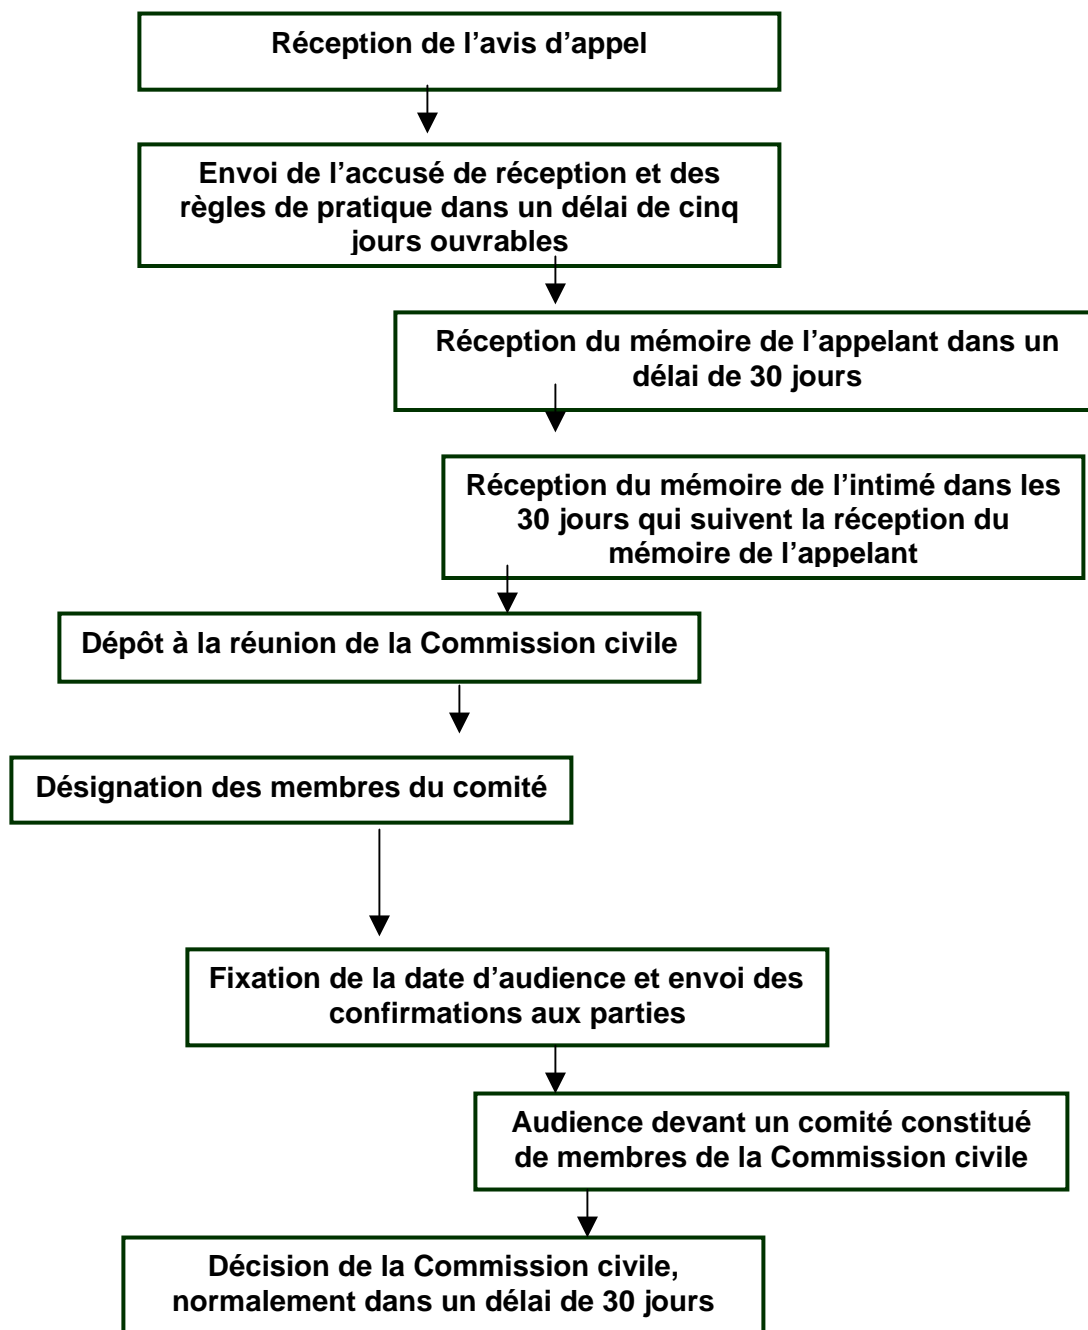 Réception de l’avis d’appel
Envoi de l’accusé de réception et des
règles de pratique dans un délai de cinq
jours ouvrables
Réception du mémoire de l’appelant dans un
délai de 30 jours
Réception du mémoire de l’intimé dans les
30 jours qui suivent la réception du
mémoire de l’appelant
Dépôt à la réunion de la Commission civile
Désignation des membres du comité
Fixation de la date d’audience et envoi des
confirmations aux parties
Audience devant un comité constitué
de membres de la Commission civile
Décision de la Commission civile,
normalement dans un délai de 30 jours